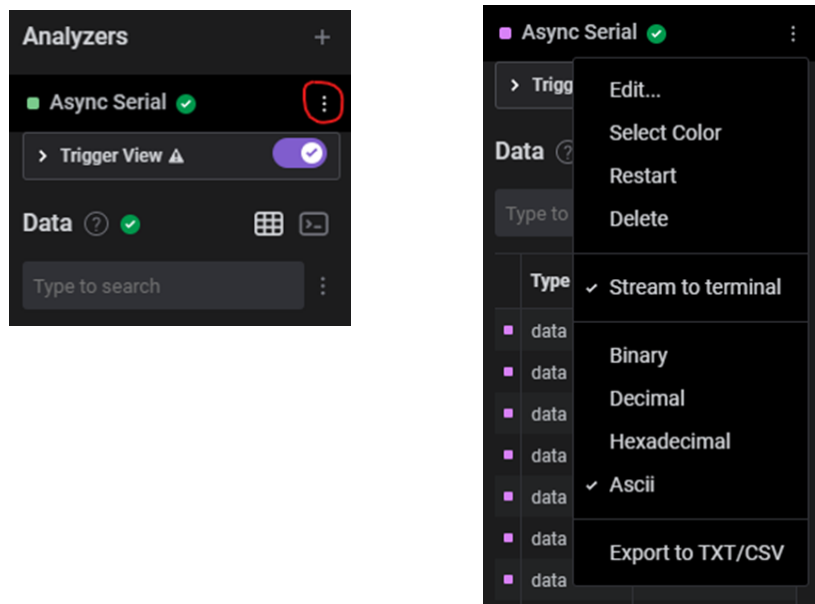 Analyzers +
Async Serial
Trigger View
Data ?
Type to search
Async Serial
Trigg
Data ?
Type to
Type
data
data
data
data
data
data
data
Edit...
Select Color
Restart
Delete
Stream to terminal
Binary
Decimal
Hexadecimal
Ascii
Export to TXT/CSV